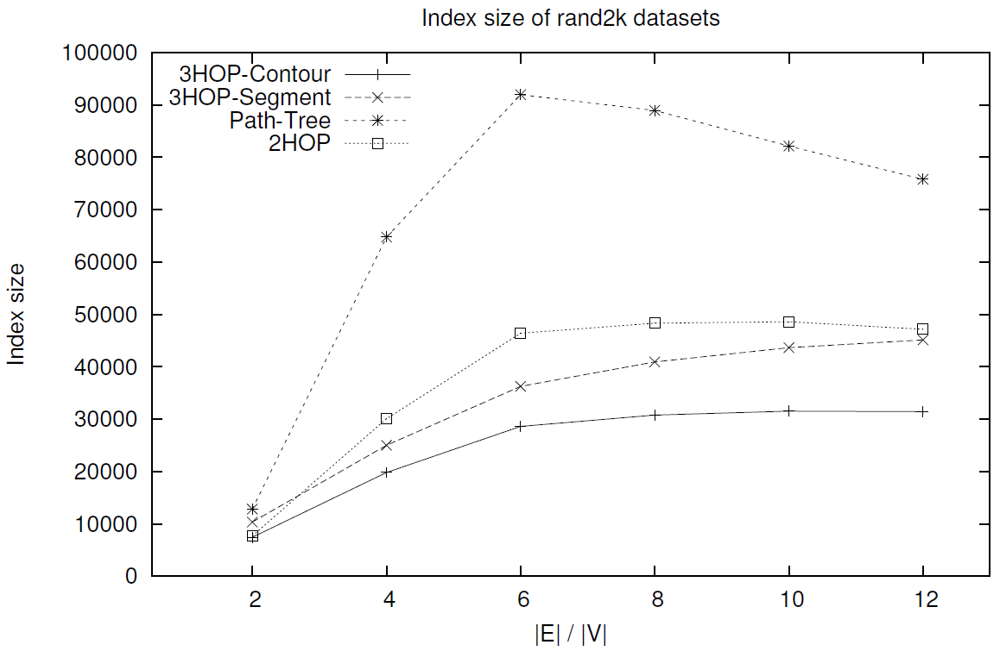 Index size of rand2k datasets
100000
90000
80000
70000
60000
50000
40000
30000
20000
10000
0
Index size
3HOP-Contour
3HOP-Segment
Path-Tree
2HOP
2 4 6 8 10 12
|E| / |V|